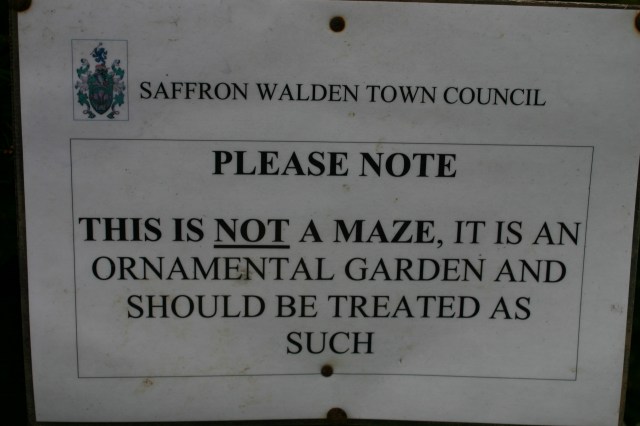 SAFFRON WALDEN TOWN COUNCIL
PLEASE NOTE
THIS IS NOT A MAZE, IT IS AN
ORNAMENTAL GARDEN AND
SHOULD BE TREATED AS
SUCH